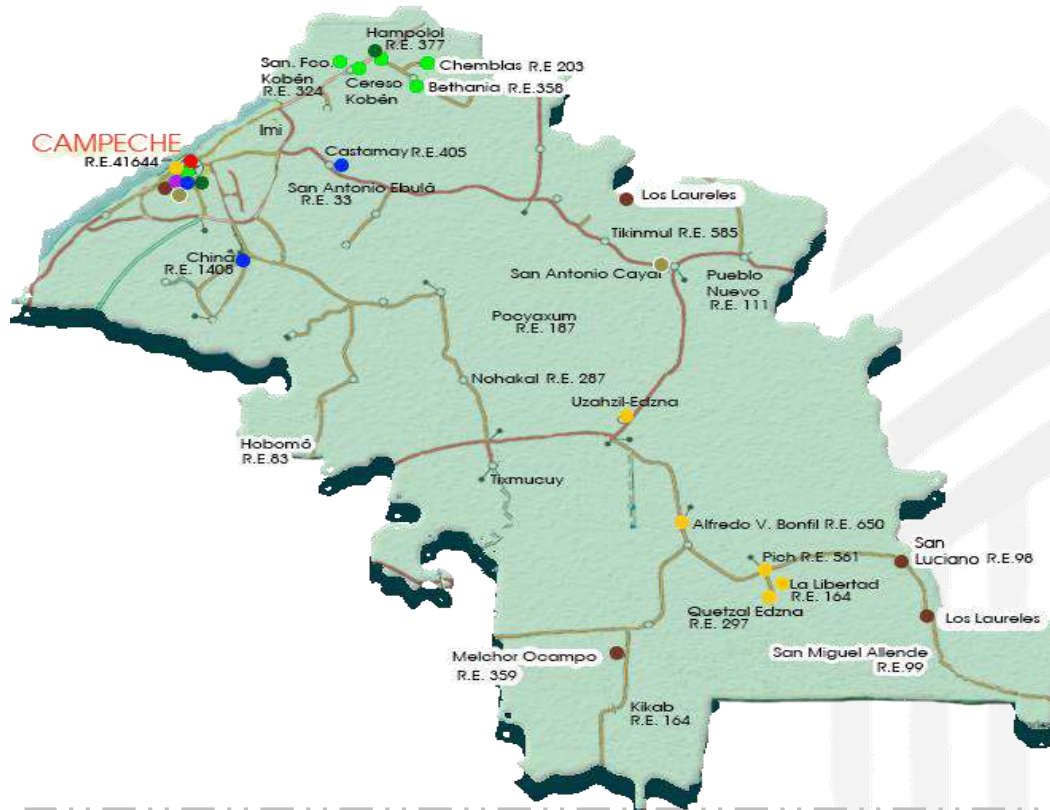 Hampolol
R.E. 377
San. Fco.
Kobén
R.E. 324
Cereso
Kobén
Chemblas R.E 203
Bethania R.E.358
Imi
CAMPECHE
R.E.41644
Castamay R.E.405
San Antonio Ebulá
R.E. 33
Los Laureles
Tikinmul R.E. 585
Chiná
R.E. 1408
San Antonio Cayal
Pueblo
Nuevo
R.E. 111
Pocyaxum
R.E. 187
Nohakal R.E. 287
Uzahzil-Edzna
Hobomó
R.E.83
Tixmucuy
Alfredo V. Bonfil R.E. 650
San
Luciano R.E.98
Pich R.E. 561
La Libertad
R.E. 164
Quetzal Edzna
R.E. 297
Los Laureles
San Miguel Allende
R.E.99
Melchor Ocampo
R.E. 359
Kikab
R.E. 164